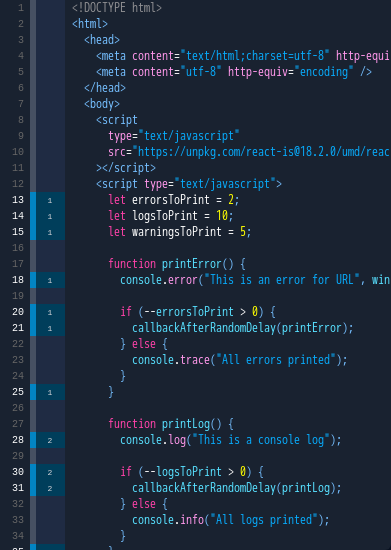 1 <!DOCTYPE html>
2 <html>
3 <head>
4 <meta content="text/html;charset=utf-8" http-equi
5 <meta content="utf-8" http-equiv="encoding" />
6 </head>
7 <body>
8 <script
9 type="text/javascript"
10 src="https://unpkg.com/react-is@18.2.0/umd/reac
11 ></script>
12 <script type="text/javascript">
13 1 let errorsToPrint = 2;
14 1 let logsToPrint = 10;
15 1 let warningsToPrint = 5;
16
17 function printError() {
18 1 console.error("This is an error for URL", win
19
20 1 if (--errorsToPrint > 0) {
21 1 callbackAfterRandomDelay(printError);
22 } else {
23 console.trace("All errors printed");
24 }
25 1 }
26
27 function printLog() {
28 2 console.log("This is a console log");
29
30 2 if (--logsToPrint > 0) {
31 2 callbackAfterRandomDelay(printLog);
32 } else {
33 console.info("All logs printed");
34 }